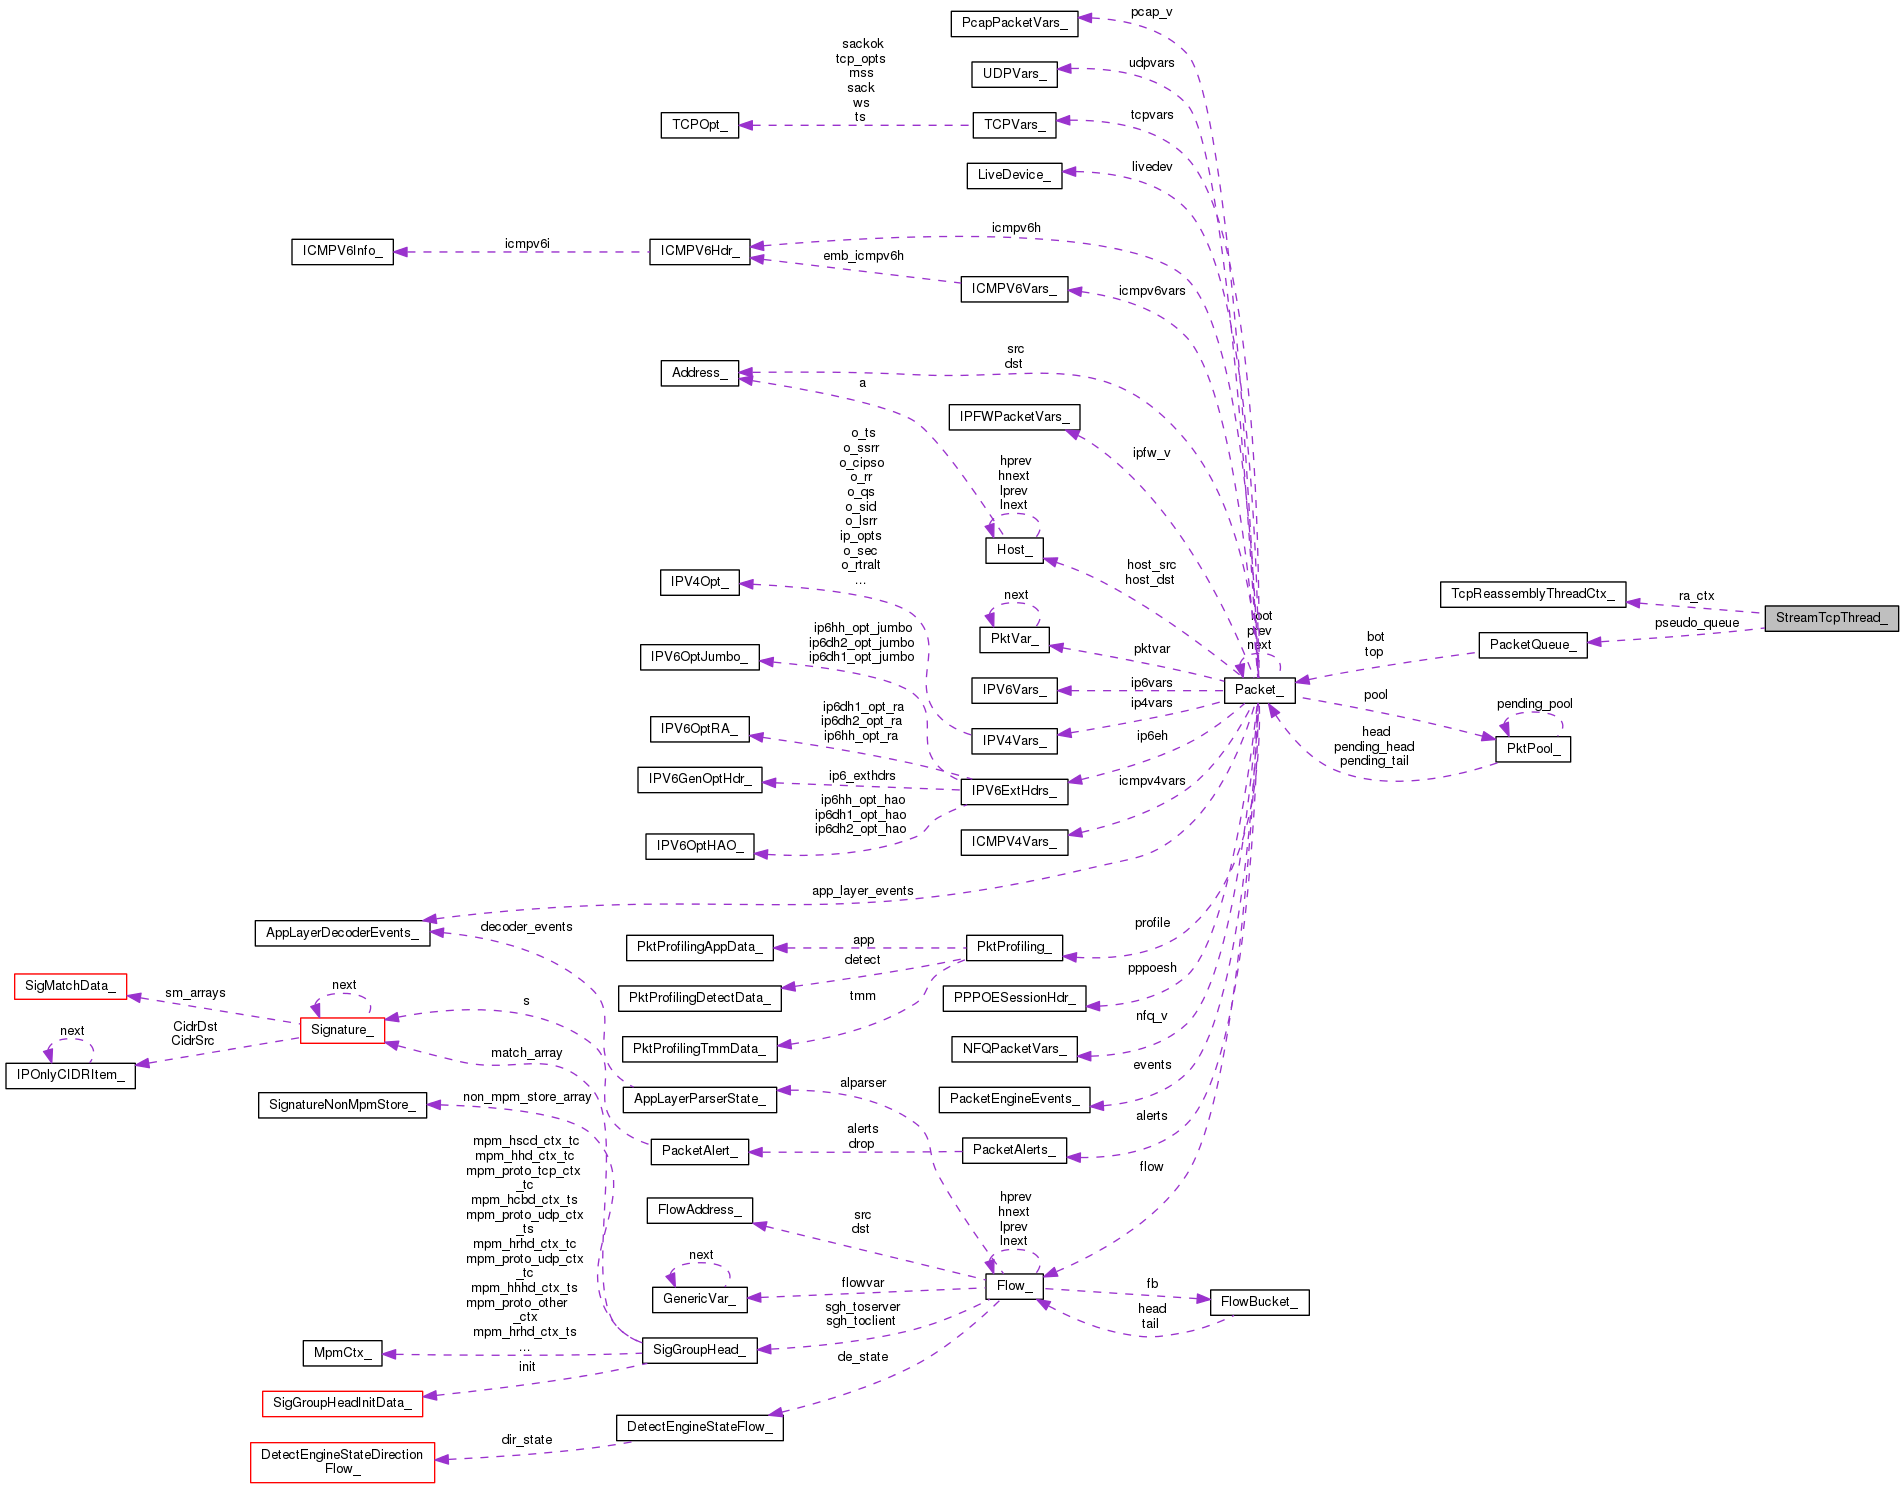 PcapPacketVars_
pcap_v
sackok
tcp_opts
mss
sack
ws
ts
UDPVars_
udpvars
TCPOpt_
TCPVars_
tcpvars
LiveDevice_
livedev
ICMPV6Info_
icmpv6i
ICMPV6Hdr_
icmpv6h
emb_icmpv6h
ICMPV6Vars_
icmpv6vars
Address_
src
dst
a
IPFWPacketVars_
ipfw_v
o_ts
o_ssrr
o_cipso
o_rr
o_qs
o_sid
o_lsrr
ip_opts
o_sec
o_rtralt
...
hprev
hnext
lprev
lnext
Host_
host_src
host_dst
IPV4Opt_
next
PktVar_
pktvar
root
prev
next
TcpReassemblyThreadCtx_
ra_ctx
StreamTcpThread_
pseudo_queue
PacketQueue_
bot
top
ip6hh_opt_jumbo
ip6dh2_opt_jumbo
ip6dh1_opt_jumbo
IPV6OptJumbo_
IPV6Vars_
ip6vars
Packet_
pool
pending_pool
PktPool_
head
pending_head
pending_tail
ip4vars
IPV4Vars_
ip6dh1_opt_ra
ip6dh2_opt_ra
ip6hh_opt_ra
IPV6OptRA_
ip6eh
IPV6GenOptHdr_
ip6_exthdrs
IPV6ExtHdrs_
icmpv4vars
ip6hh_opt_hao
ip6dh1_opt_hao
ip6dh2_opt_hao
IPV6OptHAO_
ICMPV4Vars_
app_layer_events
AppLayerDecoderEvents_
decoder_events
PktProfilingAppData_
app
PktProfiling_
profile
detect
PktProfilingDetectData_
tmm
PPPOESessionHdr_
pppoesh
SigMatchData_
sm_arrays
next
Signature_
s
CidrDst
CidrSrc
next
IPOnlyCIDRItem_
PktProfilingTmmData_
NFQPacketVars_
nfq_v
match_array
SignatureNonMpmStore_
non_mpm_store_array
AppLayerParserState_
alparser
PacketEngineEvents_
events
PacketAlert_
alerts
drop
PacketAlerts_
alerts
mpm_hscd_ctx_tc
mpm_hhd_ctx_tc
mpm_proto_tcp_ctx
_tc
mpm_hcbd_ctx_ts
mpm_proto_udp_ctx
_ts
mpm_hrhd_ctx_tc
mpm_proto_udp_ctx
_tc
mpm_hhhd_ctx_ts
mpm_proto_other
_ctx
mpm_hrhd_ctx_ts
...
flow
FlowAddress_
src
dst
hprev
hnext
lprev
lnext
next
GenericVar_
flowvar
Flow_
fb
FlowBucket_
head
tail
sgh_toserver
sgh_toclient
MpmCtx_
SigGroupHead_
de_state
init
SigGroupHeadInitData_
DetectEngineStateFlow_
dir_state
DetectEngineStateDirection
Flow_